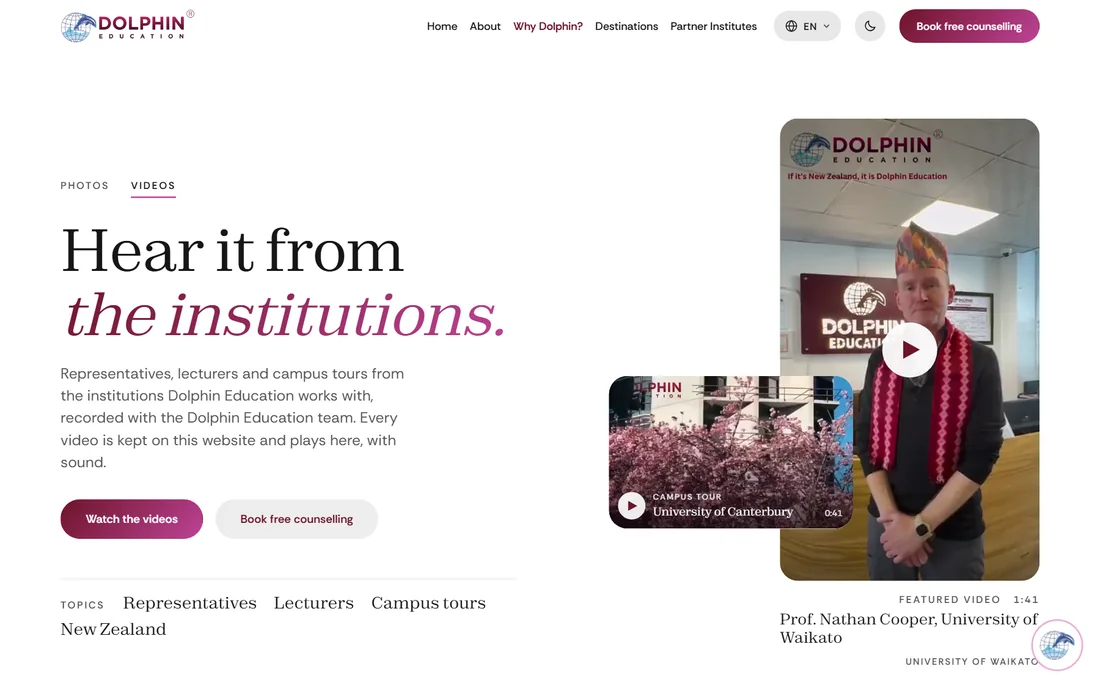 DOLPHIN®
EDUCATION
Home About Why Dolphin? Destinations Partner Institutes EN Book free counselling
PHOTOS VIDEOS
Hear it from
the institutions.
Representatives, lecturers and campus tours from
the institutions Dolphin Education works with,
recorded with the Dolphin Education team. Every
video is kept on this website and plays here, with
sound.
Watch the videos Book free counselling
TOPICS Representatives Lecturers Campus tours
New Zealand
DOLPHIN®
EDUCATION
If it's New Zealand, it is Dolphin Education
DOLPHIN
EDUCATI
LPHIN
TION
CAMPUS TOUR
University of Canterbury 0:41
FEATURED VIDEO 1:41
Prof. Nathan Cooper, University of
Waikato
UNIVERSITY OF WAIKATO